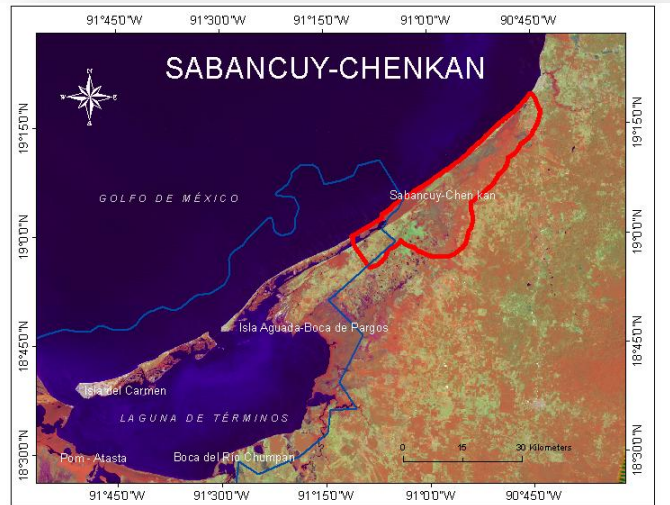 91°45'0"W 91°30'0"W 91°15'0"W 91°0'0"W 90°45'0"W
SABANCUY-CHENKAN
19°15'0"N 19°15'0"N
GOLFO DE MÉXICO
Sabancuy-Chen kan
19°0'0"N 19°0'0"N
Isla Aguada-Boca de Pargos
18°45'0"N 18°45'0"N
Isla del Carmen
LAGUNA DE TÉRMINOS
0 15 30 Kilometers
Pom - Atasta
Boca del Río Chumpan
18°30'0"N 18°30'0"N
91°45'0"W 91°30'0"W 91°15'0"W 91°0'0"W 90°45'0"W